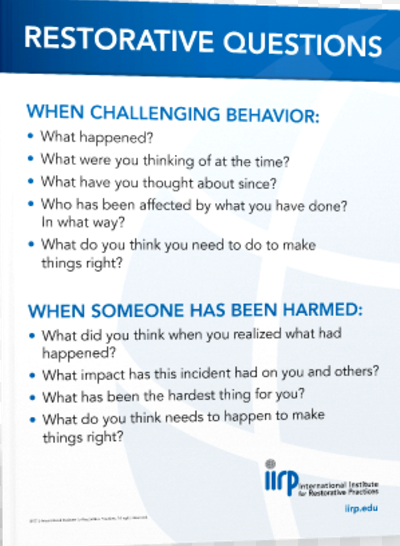 RESTORATIVE QUESTIONS
WHEN CHALLENGING BEHAVIOR:
• What happened?
• What were you thinking of at the time?
• What have you thought about since?
• Who has been affected by what you have done?
In what way?
• What do you think you need to do to make
things right?
WHEN SOMEONE HAS BEEN HARMED:
• What did you think when you realized what had
happened?
• What impact has this incident had on you and others?
• What has been the hardest thing for you?
• What do you think needs to happen to make
things right?
iirp International Institute
for Restorative Practices
iirp.edu